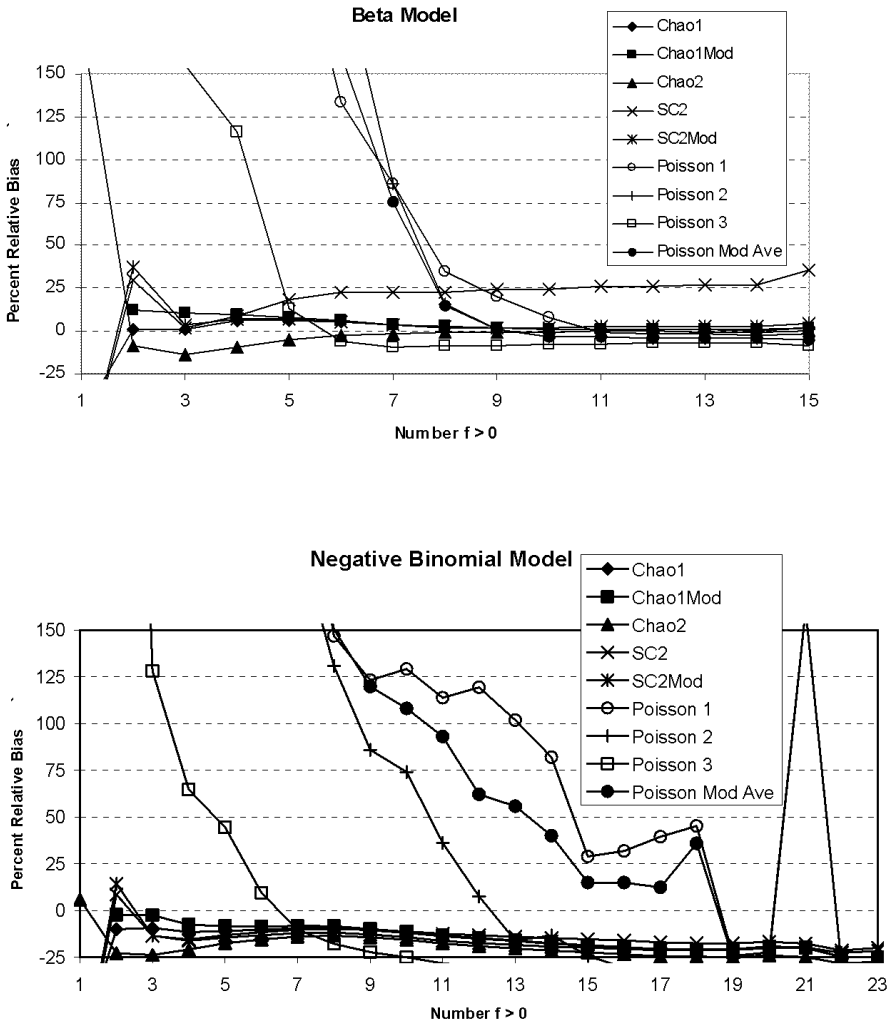 Beta Model
Chao1
Chao1Mod
Chao2
SC2
SC2Mod
Poisson 1
Poisson 2
Poisson 3
Poisson Mod Ave
Percent Relative Bias
150
125
100
75
50
25
0
-25
1 3 5 7 9 11 13 15
Number f > 0
Negative Binomial Model
Chao1
Chao1Mod
Chao2
SC2
SC2Mod
Poisson 1
Poisson 2
Poisson 3
Poisson Mod Ave
Percent Relative Bias
150
125
100
75
50
25
0
-25
1 3 5 7 9 11 13 15 17 19 21 23
Number f > 0